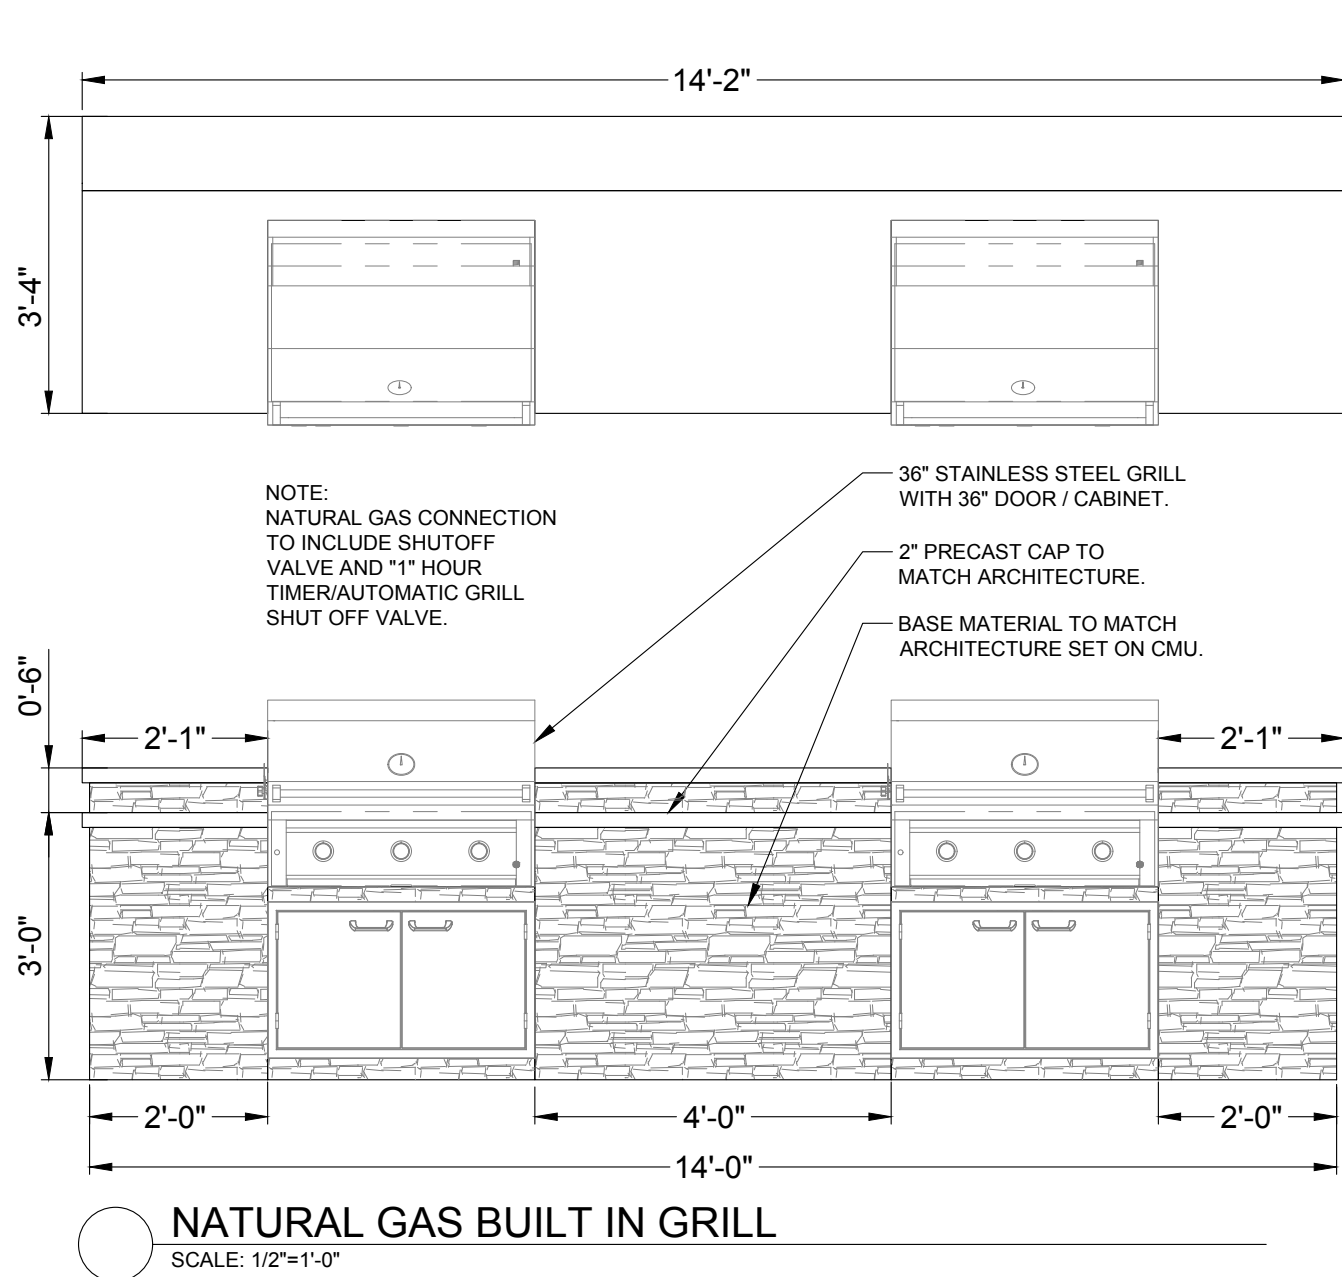 14'-2"
3'-4"
NOTE:
NATURAL GAS CONNECTION
TO INCLUDE SHUTOFF
VALVE AND "1" HOUR
TIMER/AUTOMATIC GRILL
SHUT OFF VALVE.
36" STAINLESS STEEL GRILL
WITH 36" DOOR / CABINET.
2" PRECAST CAP TO
MATCH ARCHITECTURE.
BASE MATERIAL TO MATCH
ARCHITECTURE SET ON CMU.
0'-6"
2'-1"
2'-1"
3'-0"
2'-0"
4'-0"
2'-0"
14'-0"
NATURAL GAS BUILT IN GRILL
SCALE: 1/2"=1'-0"